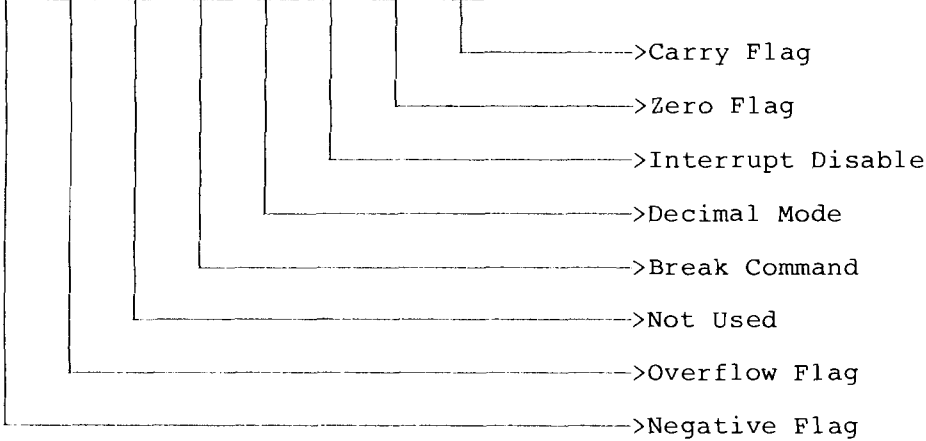 >Carry Flag
>Zero Flag
>Interrupt Disable
>Decimal Mode
>Break Command
>Not Used
>Overflow Flag
>Negative Flag